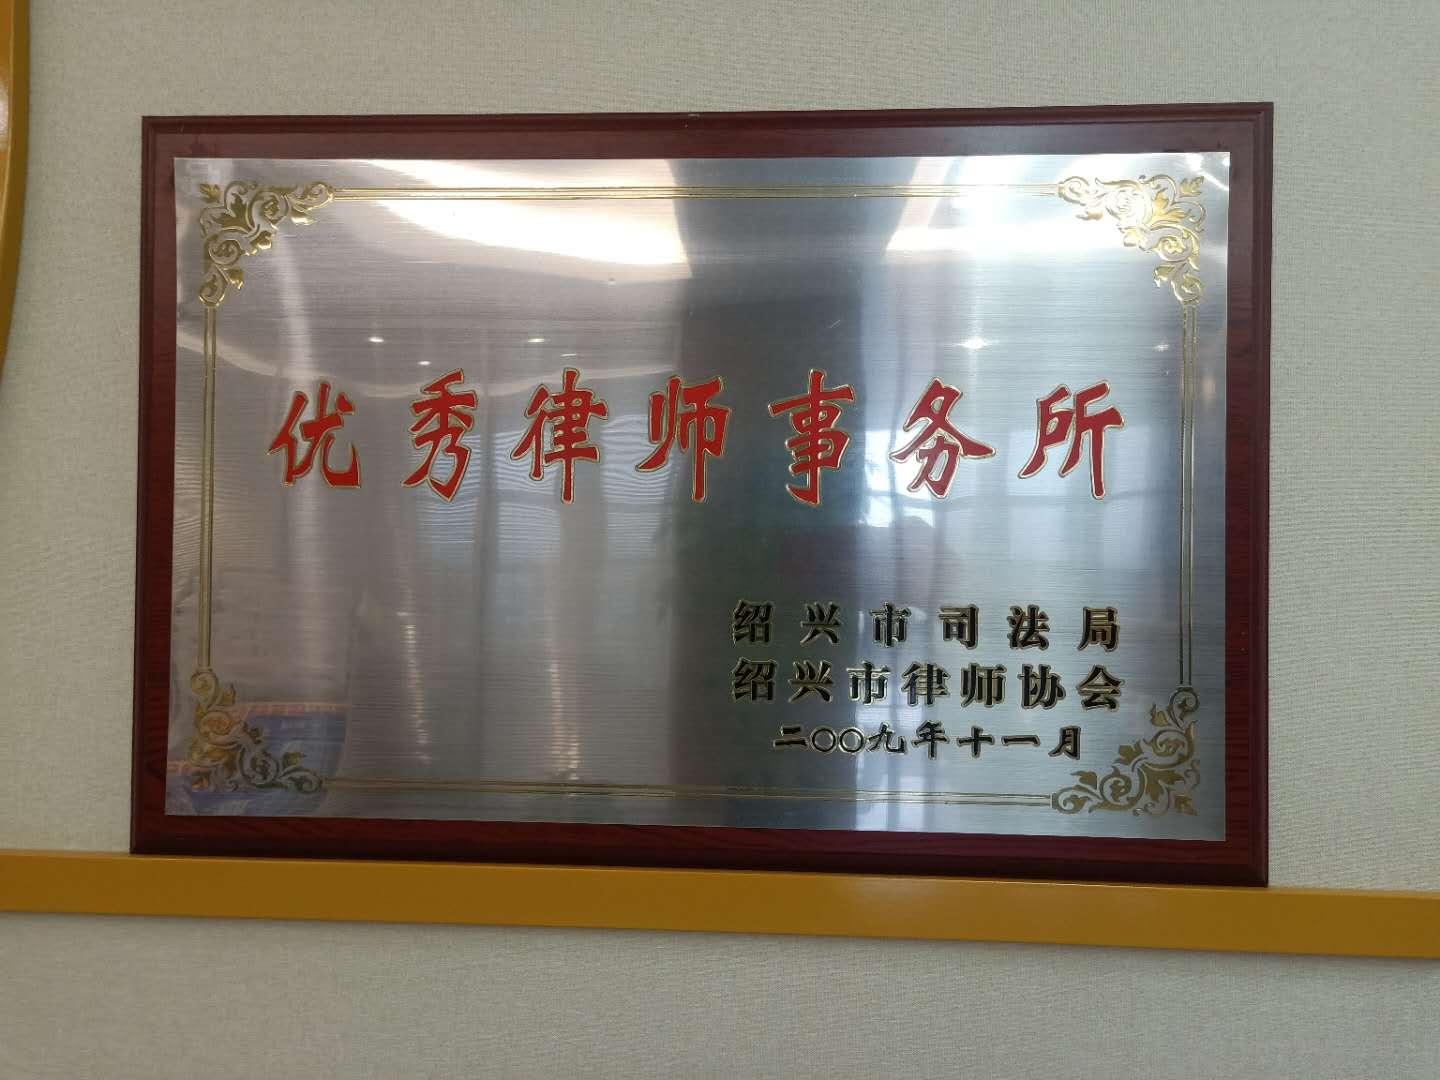 优秀律师事务所
绍兴市司法局
绍兴市律师协会
二〇〇九年十一月